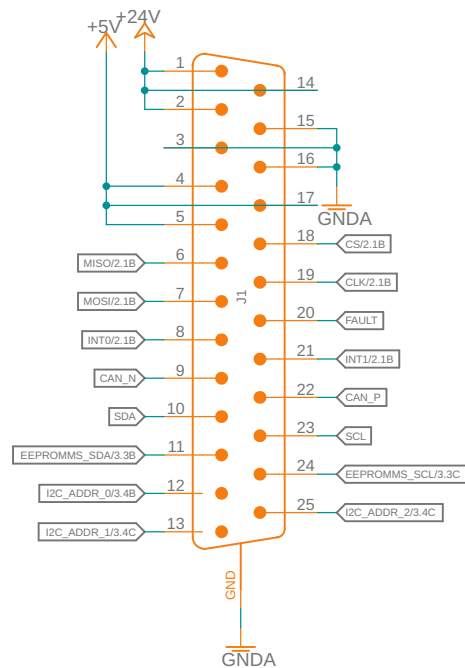 +24V
+5V
1
14
2
15
3
16
4
17
GNDA
5
18
CS/2.1B
MISO/2.1B
6
19
CLK/2.1B
MOSI/2.1B
7
J1
20
FAULT
INT0/2.1B
8
21
INT1/2.1B
CAN_N
9
22
CAN_P
SDA
10
23
SCL
EEPROMMS_SDA/3.3B
11
24
EEPROMMS_SCL/3.3C
I2C_ADDR_0/3.4B
12
25
I2C_ADDR_2/3.4C
I2C_ADDR_1/3.4C
13
GND
GNDA